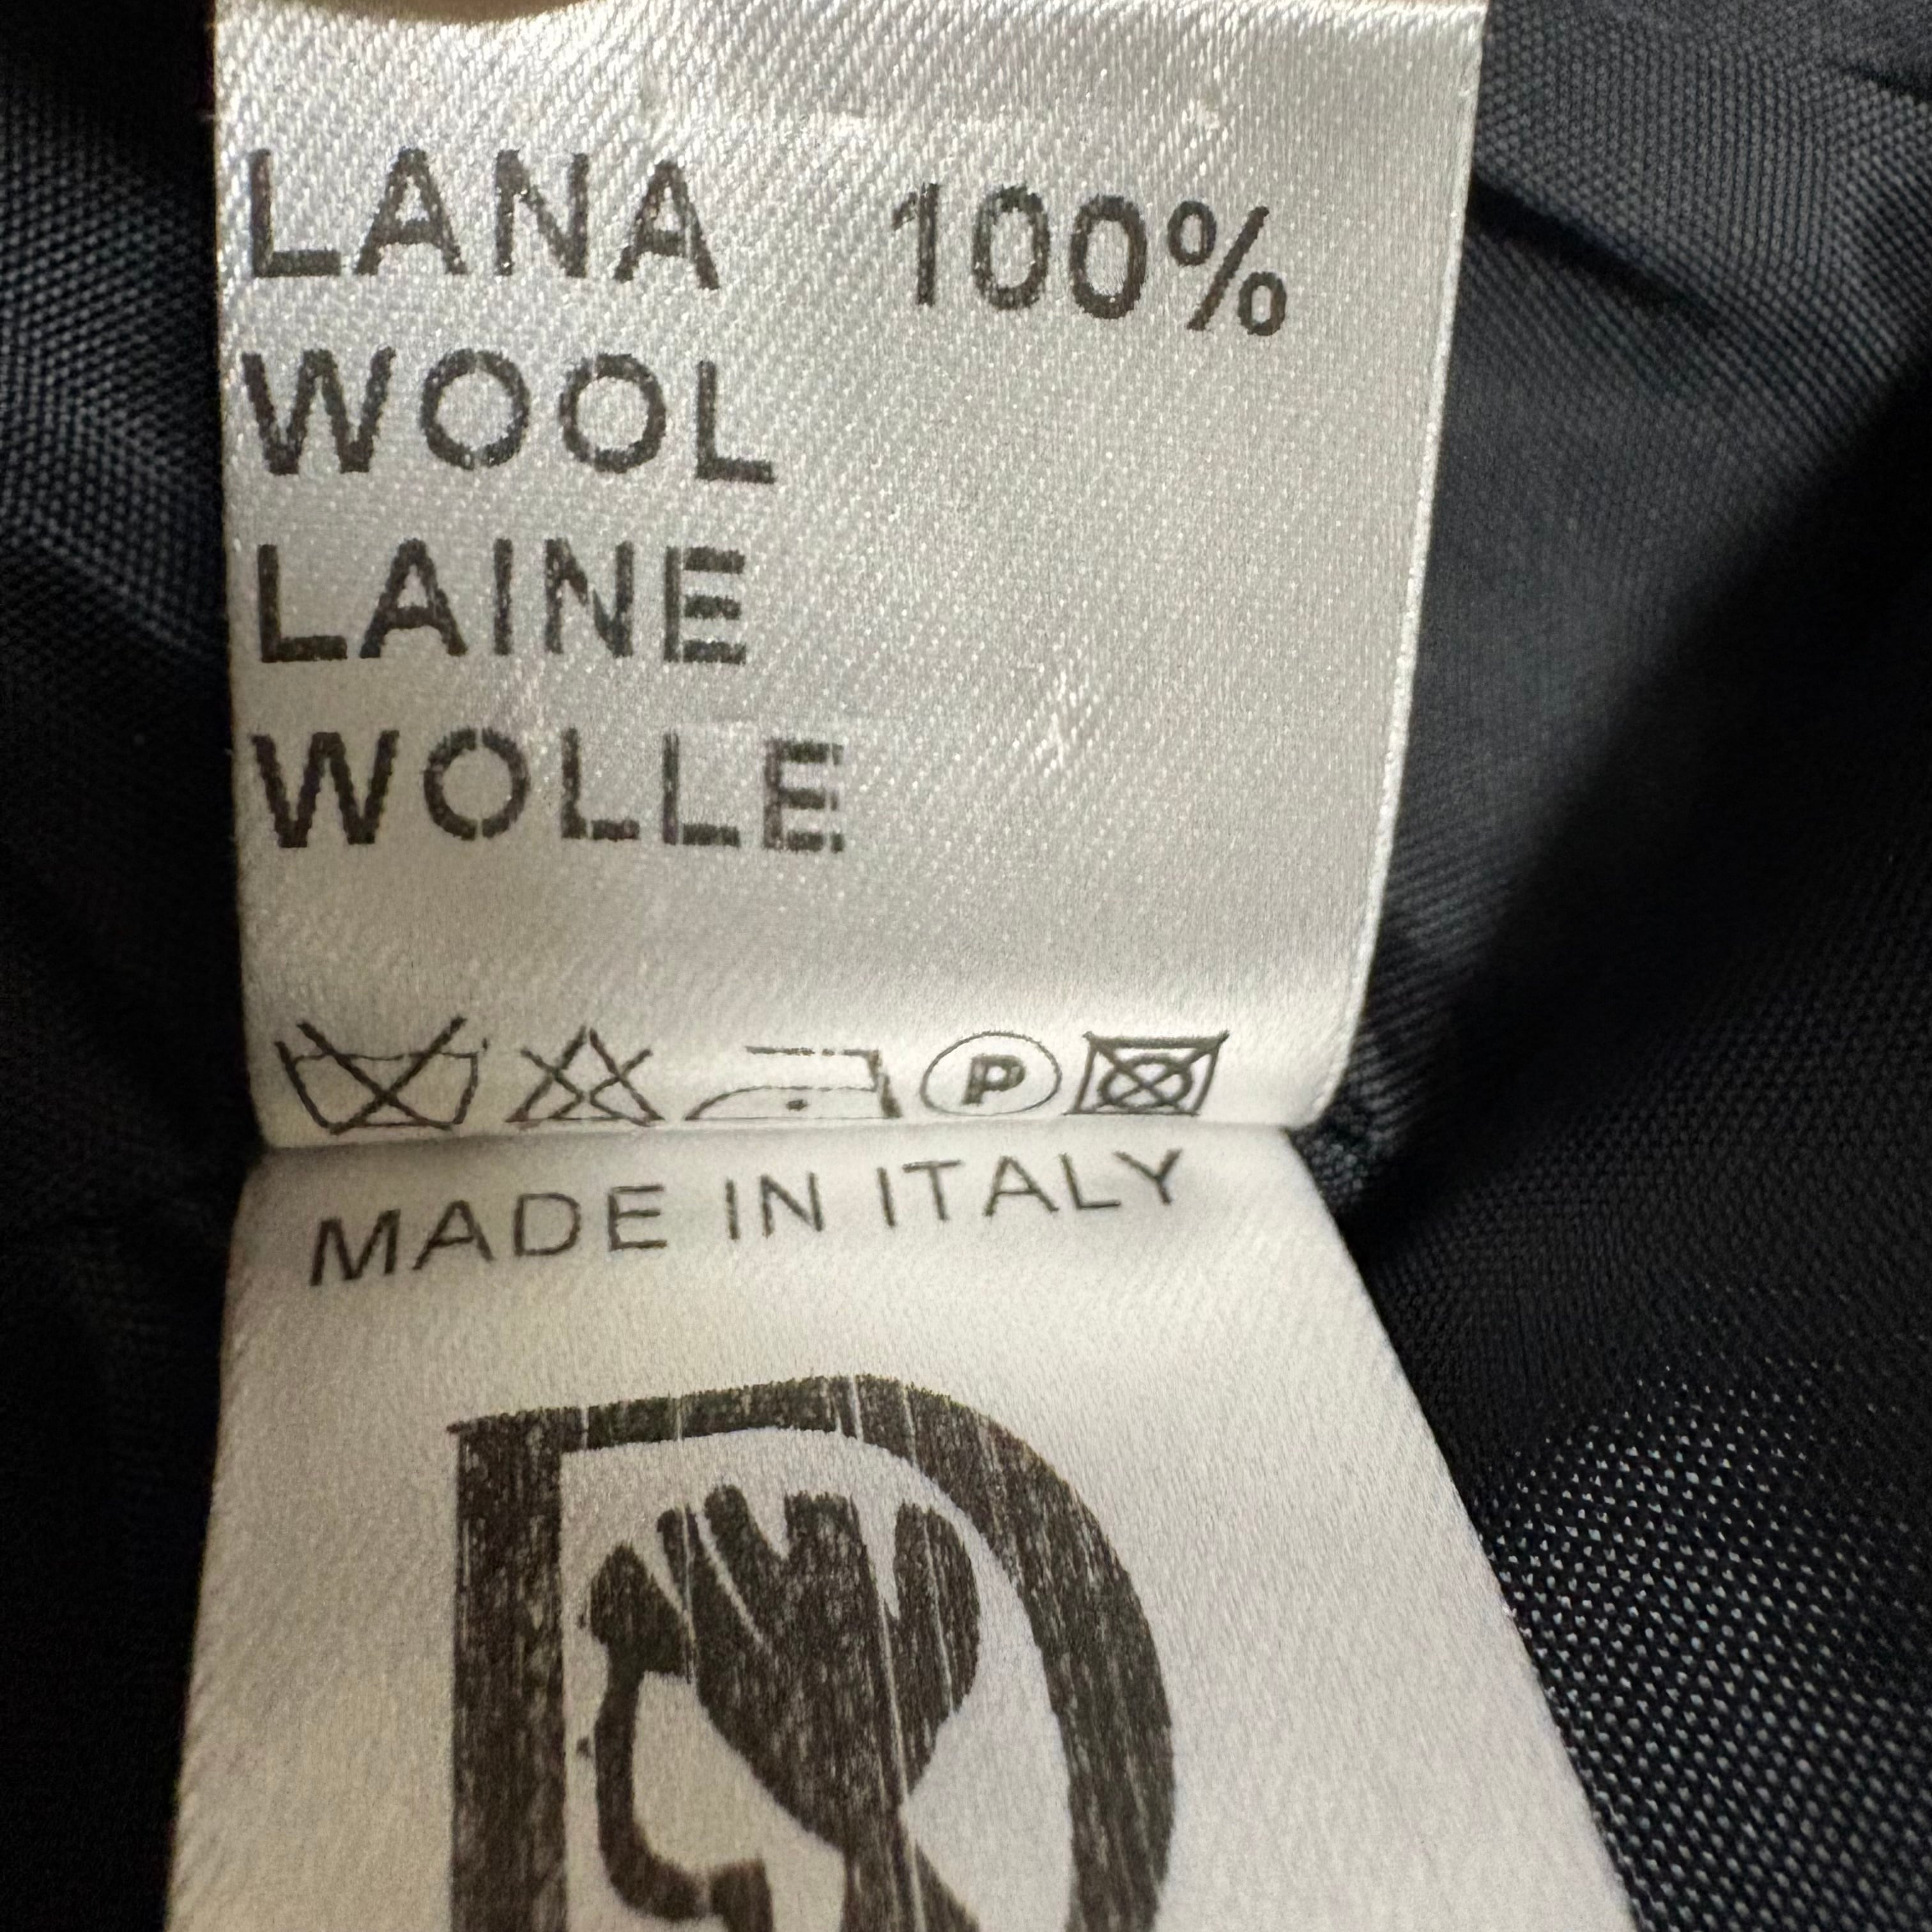 LANA 100%
WOOL
LAINE
WOLLE
P
MADE IN ITALY
D